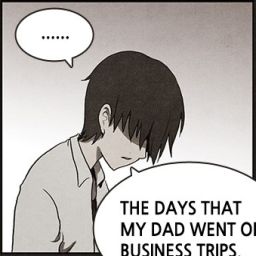 ......
THE DAYS THAT
MY DAD WENT O
BUSINESS TRIPS.